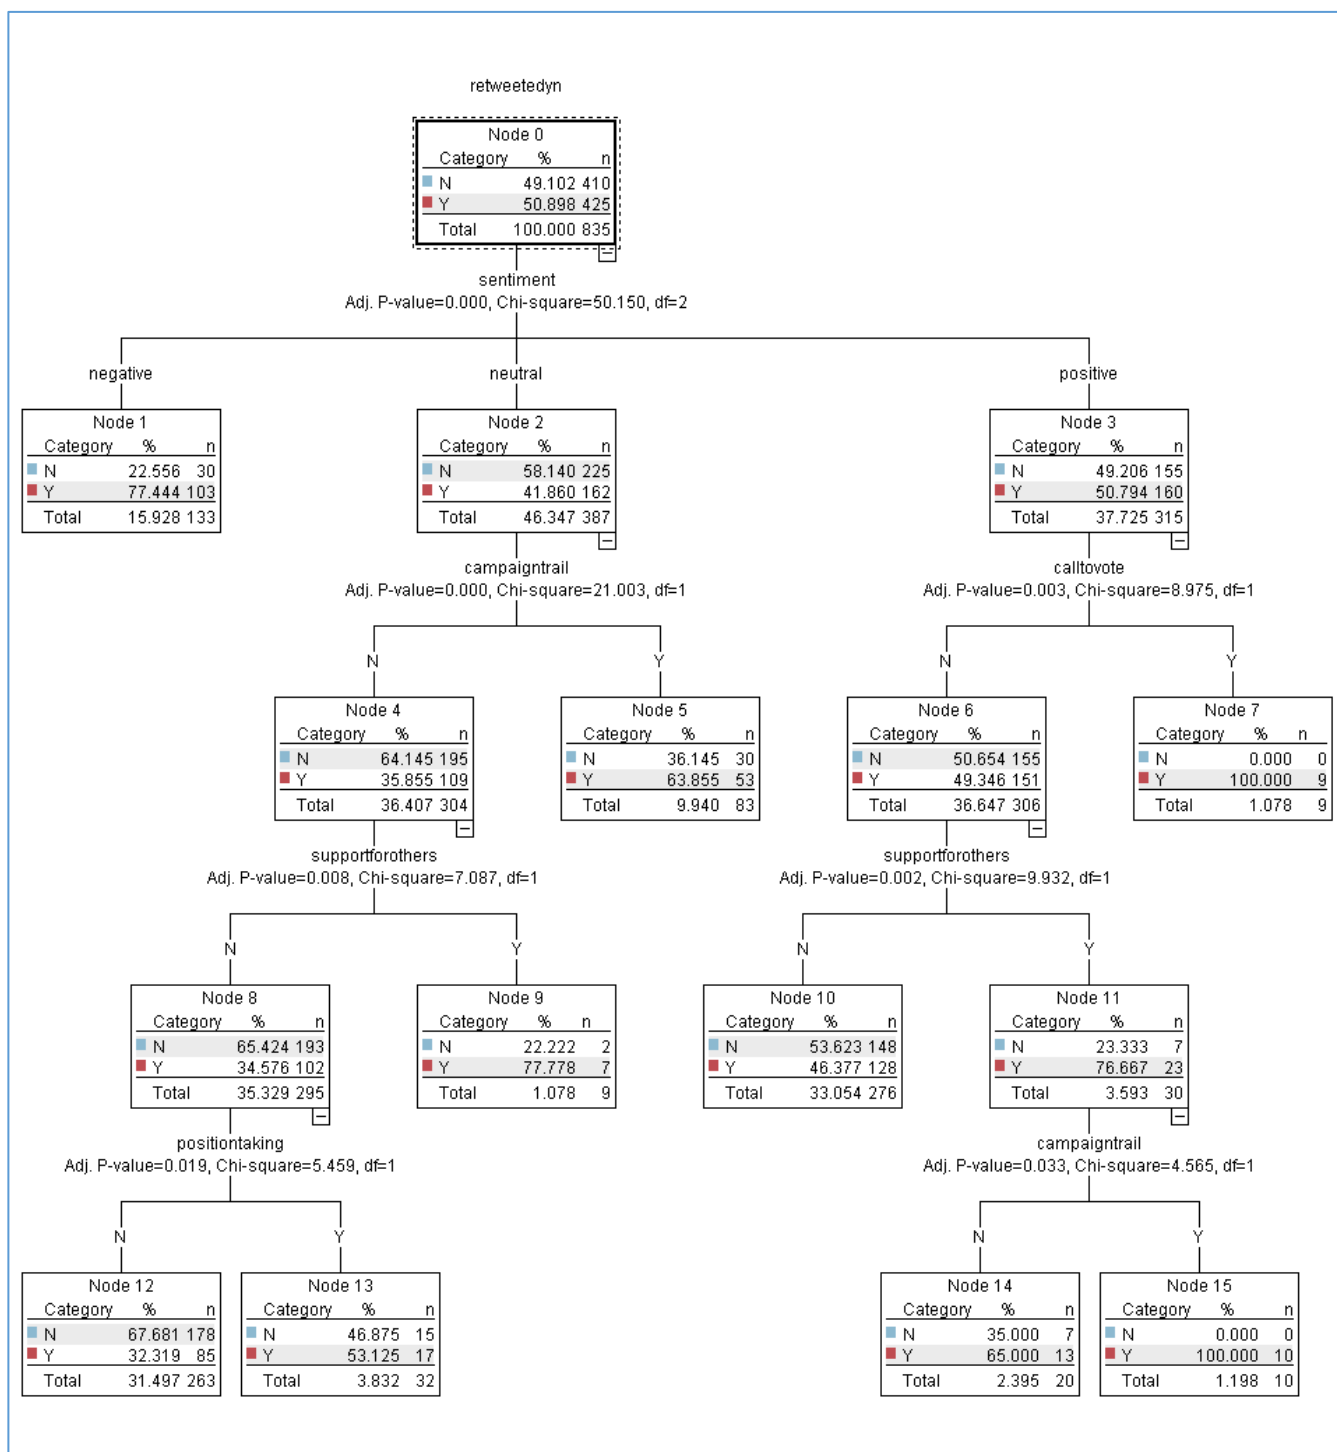 retweetedyn
Node 0
Category % n
N 49.102 410
Y 50.898 425
Total 100.000 835
sentiment
Adj. P-value=0.000, Chi-square=50.150, df=2
negative
neutral
positive
Node 1
Category % n
N 22.556 30
Y 77.444 103
Total 15.928 133
Node 2
Category % n
N 58.140 225
Y 41.860 162
Total 46.347 387
Node 3
Category % n
N 49.206 155
Y 50.794 160
Total 37.725 315
campaigntrail
Adj. P-value=0.000, Chi-square=21.003, df=1
calltovote
Adj. P-value=0.003, Chi-square=8.975, df=1
N
Y
N
Y
Node 4
Category % n
N 64.145 195
Y 35.855 109
Total 36.407 304
Node 5
Category % n
N 36.145 30
Y 63.855 53
Total 9.940 83
Node 6
Category % n
N 50.654 155
Y 49.346 151
Total 36.647 306
Node 7
Category % n
N 0.000 0
Y 100.000 9
Total 1.078 9
supportforothers
Adj. P-value=0.008, Chi-square=7.087, df=1
supportforothers
Adj. P-value=0.002, Chi-square=9.932, df=1
N
Y
N
Y
Node 8
Category % n
N 65.424 193
Y 34.576 102
Total 35.329 295
Node 9
Category % n
N 22.222 2
Y 77.778 7
Total 1.078 9
Node 10
Category % n
N 53.623 148
Y 46.377 128
Total 33.054 276
Node 11
Category % n
N 23.333 7
Y 76.667 23
Total 3.593 30
positiontaking
Adj. P-value=0.019, Chi-square=5.459, df=1
campaigntrail
Adj. P-value=0.033, Chi-square=4.565, df=1
N
Y
N
Y
Node 12
Category % n
N 67.681 178
Y 32.319 85
Total 31.497 263
Node 13
Category % n
N 46.875 15
Y 53.125 17
Total 3.832 32
Node 14
Category % n
N 35.000 7
Y 65.000 13
Total 2.395 20
Node 15
Category % n
N 0.000 0
Y 100.000 10
Total 1.198 10